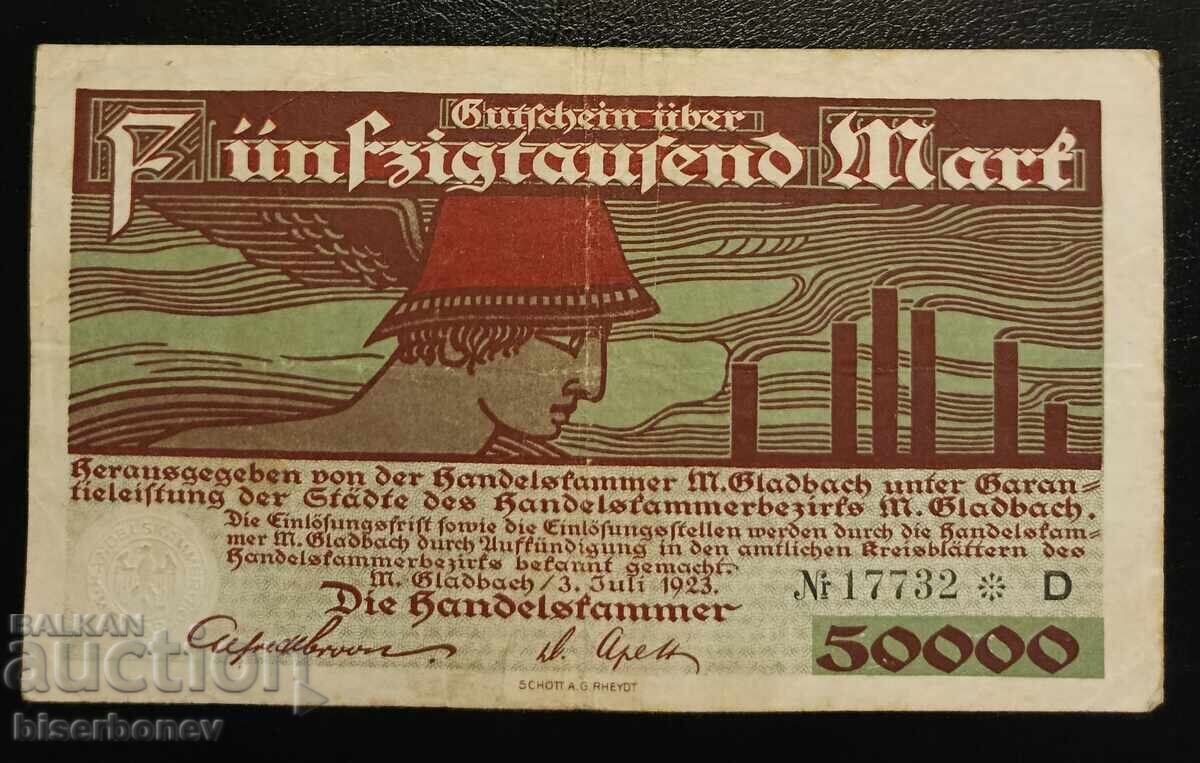 Gutschein über
Fünfzigtausend Mark
Herausgegeben von der Handelskammer M. Gladbach unter Garan-
tieleistung der Städte des Handelskammerbezirks M. Gladbach.
Die Einlösungsfrist sowie die Einlösungsstellen werden durch die Handelskam-
mer M. Gladbach durch Aufkündigung in den amtlichen Kreisblättern des
Handelskammerbezirks bekannt gemacht.
M. Gladbach / 3. Juli 1923.
Die Handelskammer
Nr 17732 * D
50000
SCHÖTT A.G. RHEYDT
BALKAN
auction
biserbonev